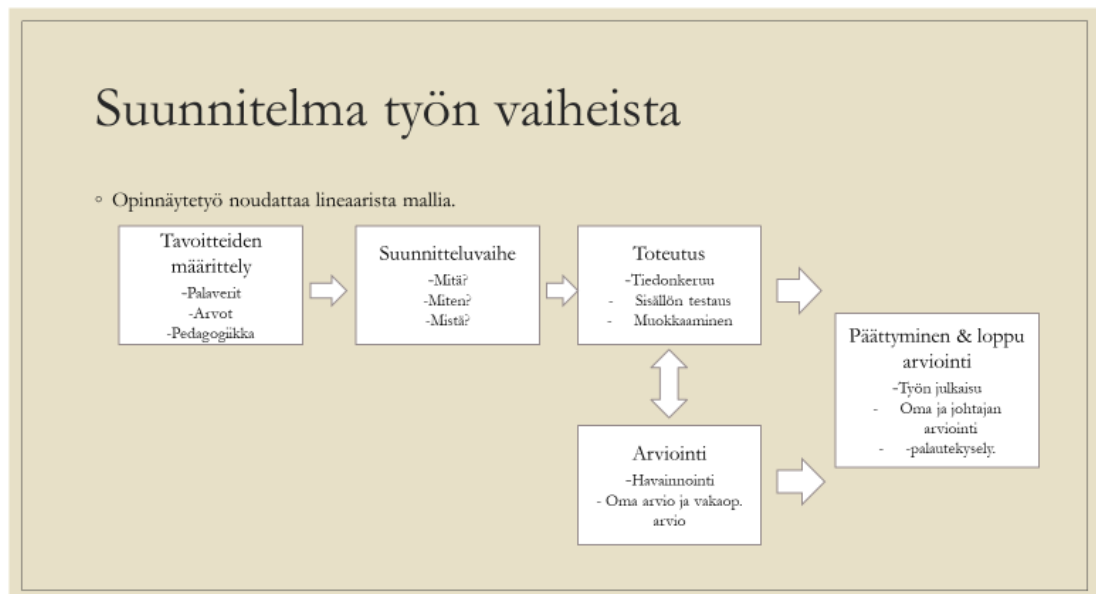 Suunnitelma työn vaiheista
◦ Opinnäytetyö noudattaa lineaarista mallia.
Tavoitteiden
määrittely
-Palaverit
-Arvot
-Pedagogiikka
Suunnitteluvaihe
-Mitä?
-Miten?
-Mistä?
Toteutus
-Tiedonkeruu
- Sisällön testaus
- Muokkaaminen
Arviointi
-Havainnointi
- Oma arvio ja vakaop.
arvio
Päättyminen & loppu
arviointi
-Työn julkaisu
- Oma ja johtajan
arviointi
- -palautekysely.